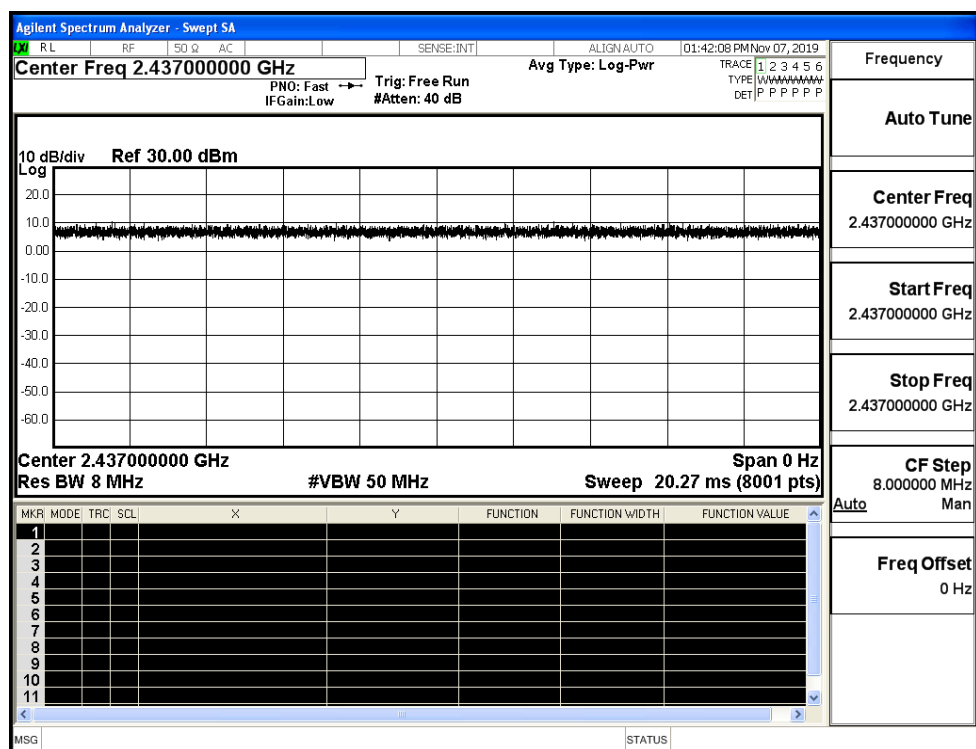 Agilent Spectrum Analyzer - Swept SA
LXI RL RF 50 Ω AC SENSE:INT ALIGN AUTO 01:42:08 PM Nov 07, 2019
Center Freq 2.437000000 GHz
PNO: Fast
IFGain:Low
Trig: Free Run
#Atten: 40 dB
Avg Type: Log-Pwr
TRACE 1 2 3 4 5 6
TYPE WWWWWW
DET P P P P P P
10 dB/div Ref 30.00 dBm
Log
20.0
10.0
0.00
-10.0
-20.0
-30.0
-40.0
-50.0
-60.0
Center 2.437000000 GHz Span 0 Hz
Res BW 8 MHz #VBW 50 MHz Sweep 20.27 ms (8001 pts)
MKR MODE TRC SCL X Y FUNCTION FUNCTION WIDTH FUNCTION VALUE
1
2
3
4
5
6
7
8
9
10
11
MSG STATUS
Frequency
Auto Tune
Center Freq
2.437000000 GHz
Start Freq
2.437000000 GHz
Stop Freq
2.437000000 GHz
CF Step
8.000000 MHz
Auto Man
Freq Offset
0 Hz